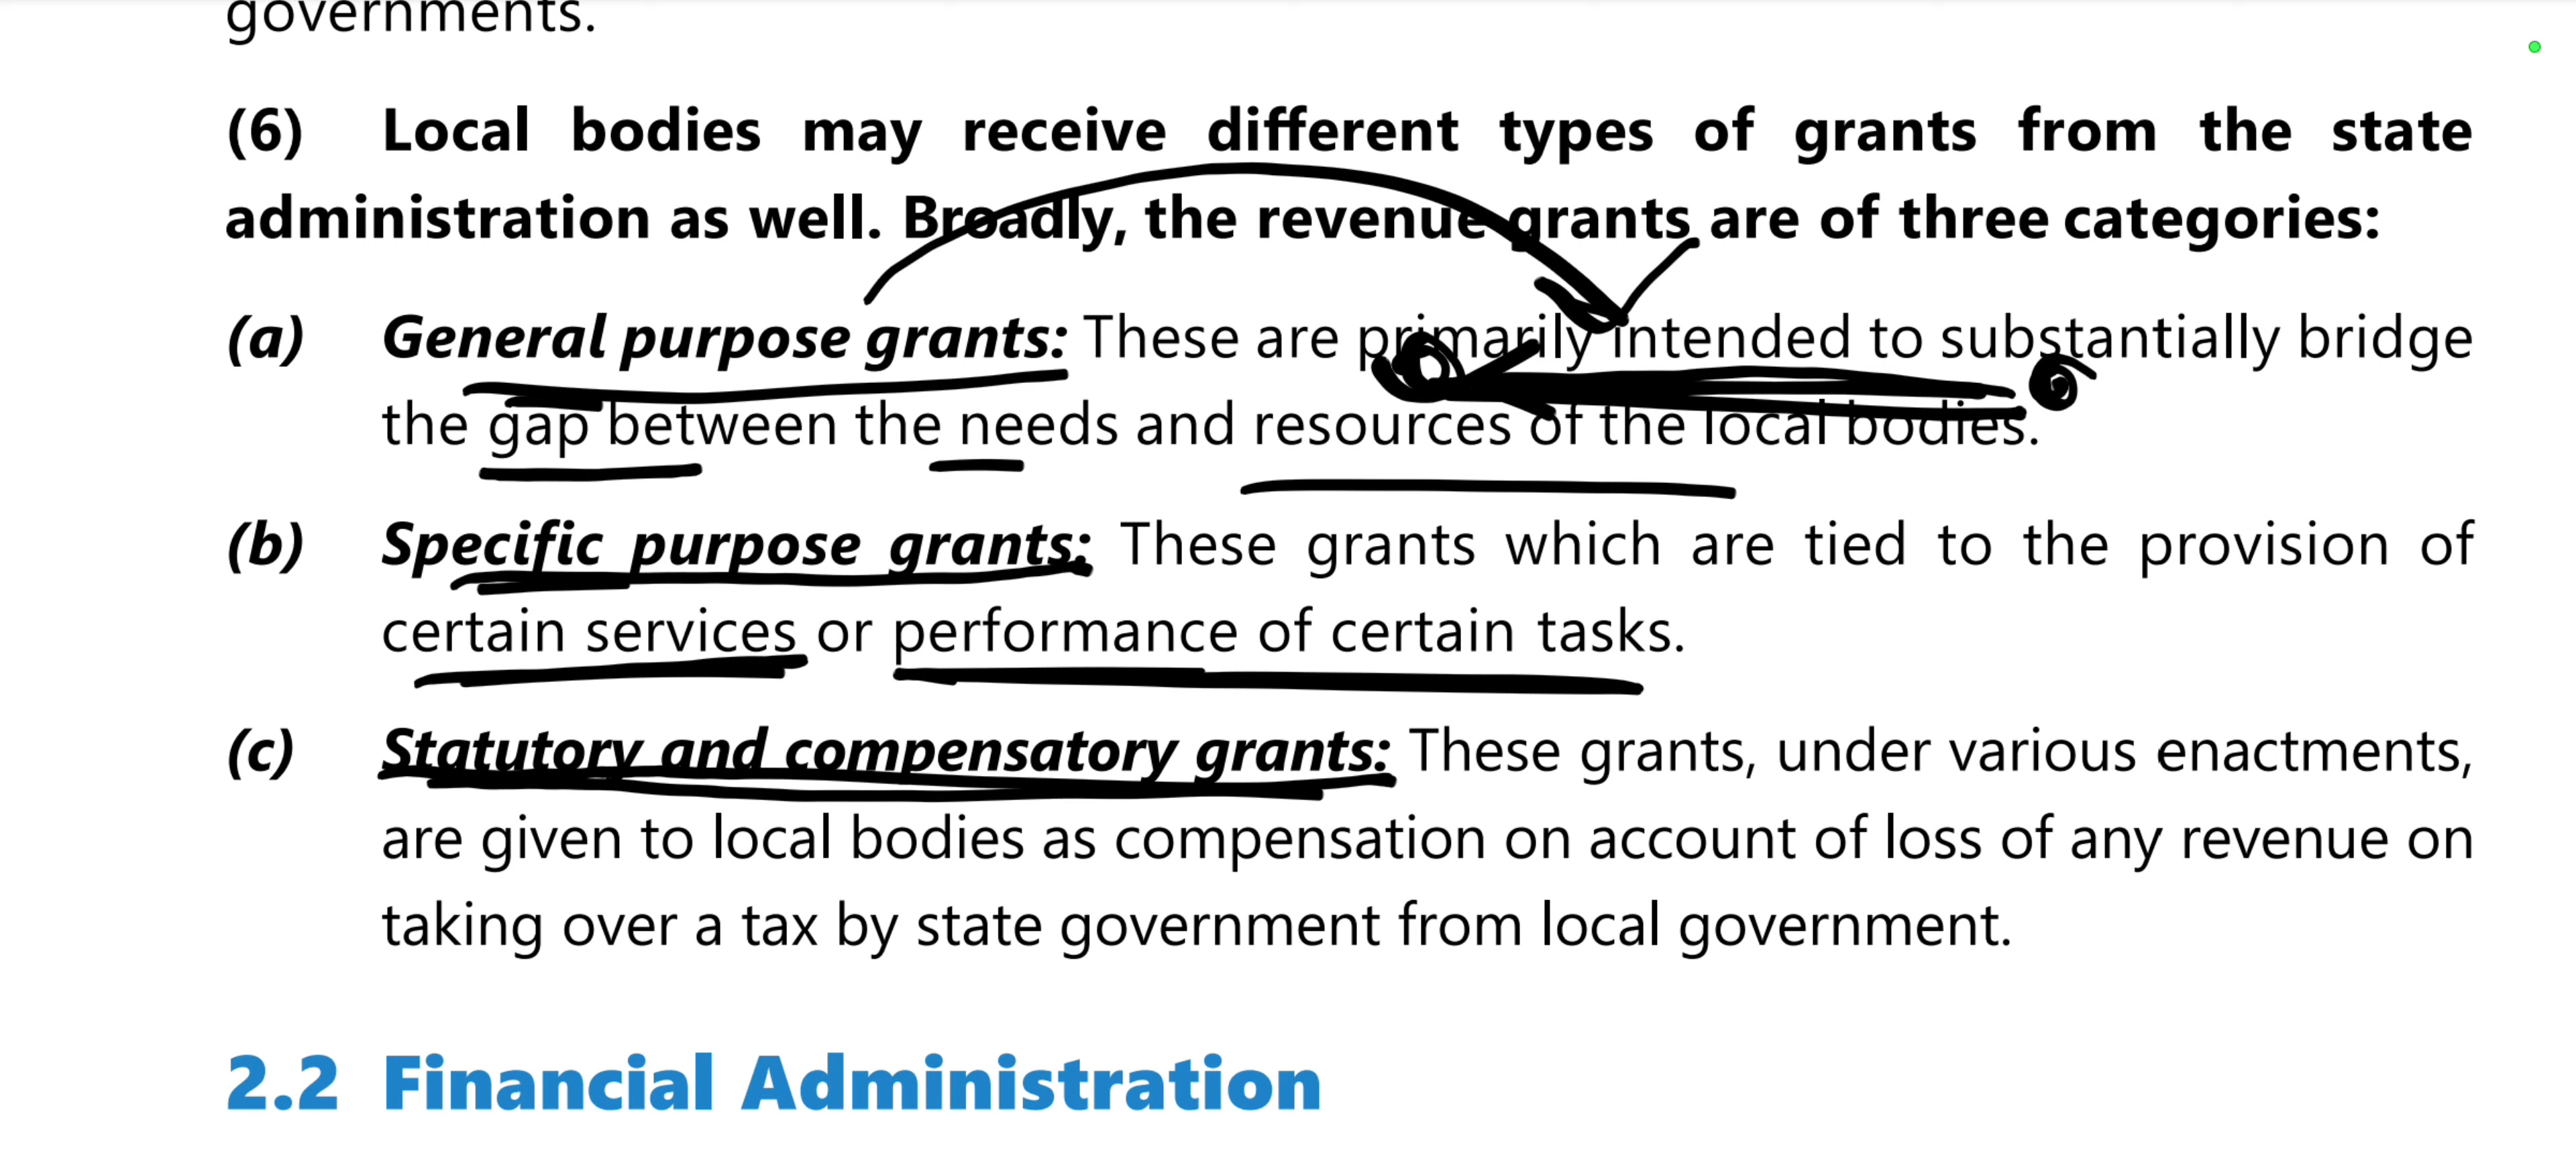 governments.
(6) Local bodies may receive different types of grants from the state
administration as well. Broadly, the revenue grants are of three categories:
(a) General purpose grants: These are primarily intended to substantially bridge
the gap between the needs and resources of the local bodies.
(b) Specific purpose grants: These grants which are tied to the provision of
certain services or performance of certain tasks.
(c) Statutory and compensatory grants: These grants, under various enactments,
are given to local bodies as compensation on account of loss of any revenue on
taking over a tax by state government from local government.
2.2 Financial Administration